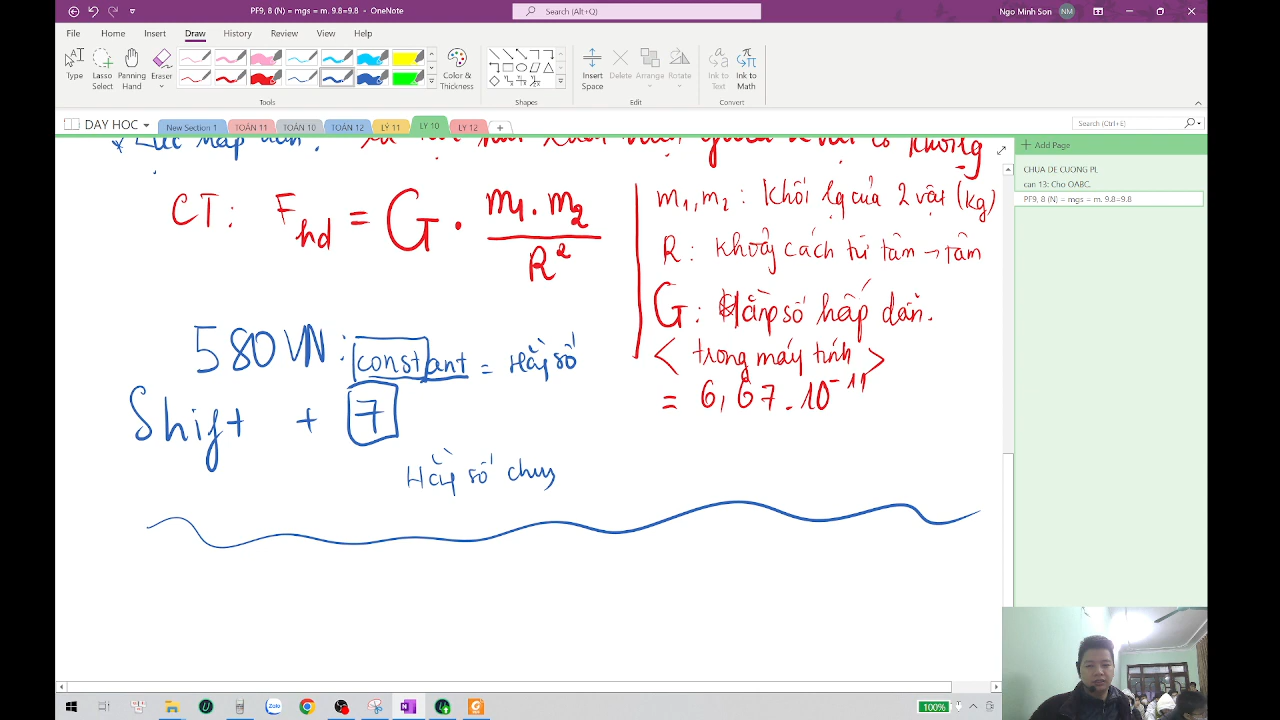 PF9, 8 (N) = mgs = m. 9.8=9.8 - OneNote
Search (Alt+Q)
Ngo Minh Son NM
File Home Insert Draw History Review View Help
Type Lasso Select Panning Hand Eraser
Color & Thickness
Insert Space Delete Arrange Rotate
Ink to Text Ink to Math
Tools Shapes Edit Convert
DAY HOC New Section 1 TOÁN 11 TOÁN 10 TOÁN 12 LÝ 11 LY 10 LY 12
Search (Ctrl+E)
Add Page
CHUA DE CUONG PL
can 13: Cho OABC.
PF9, 8 (N) = mgs = m. 9.8=9.8
CT: Fhd = G . m1 . m2 / R²
m1, m2 : Khối lg của 2 vật (kg)
R : Khoảng cách từ tâm → tâm
G : Hằng số hấp dẫn.
< trong máy tính >
= 6,67.10⁻¹¹
580 VN : constant = Hằng số
Shift + 7
Hằng số chung
100%